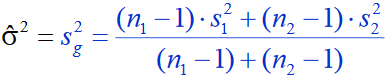 σ̂² = s_g² = ((n₁ – 1) · s₁² + (n₂ – 1) · s₂²) / ((n₁ – 1) + (n₂ – 1))